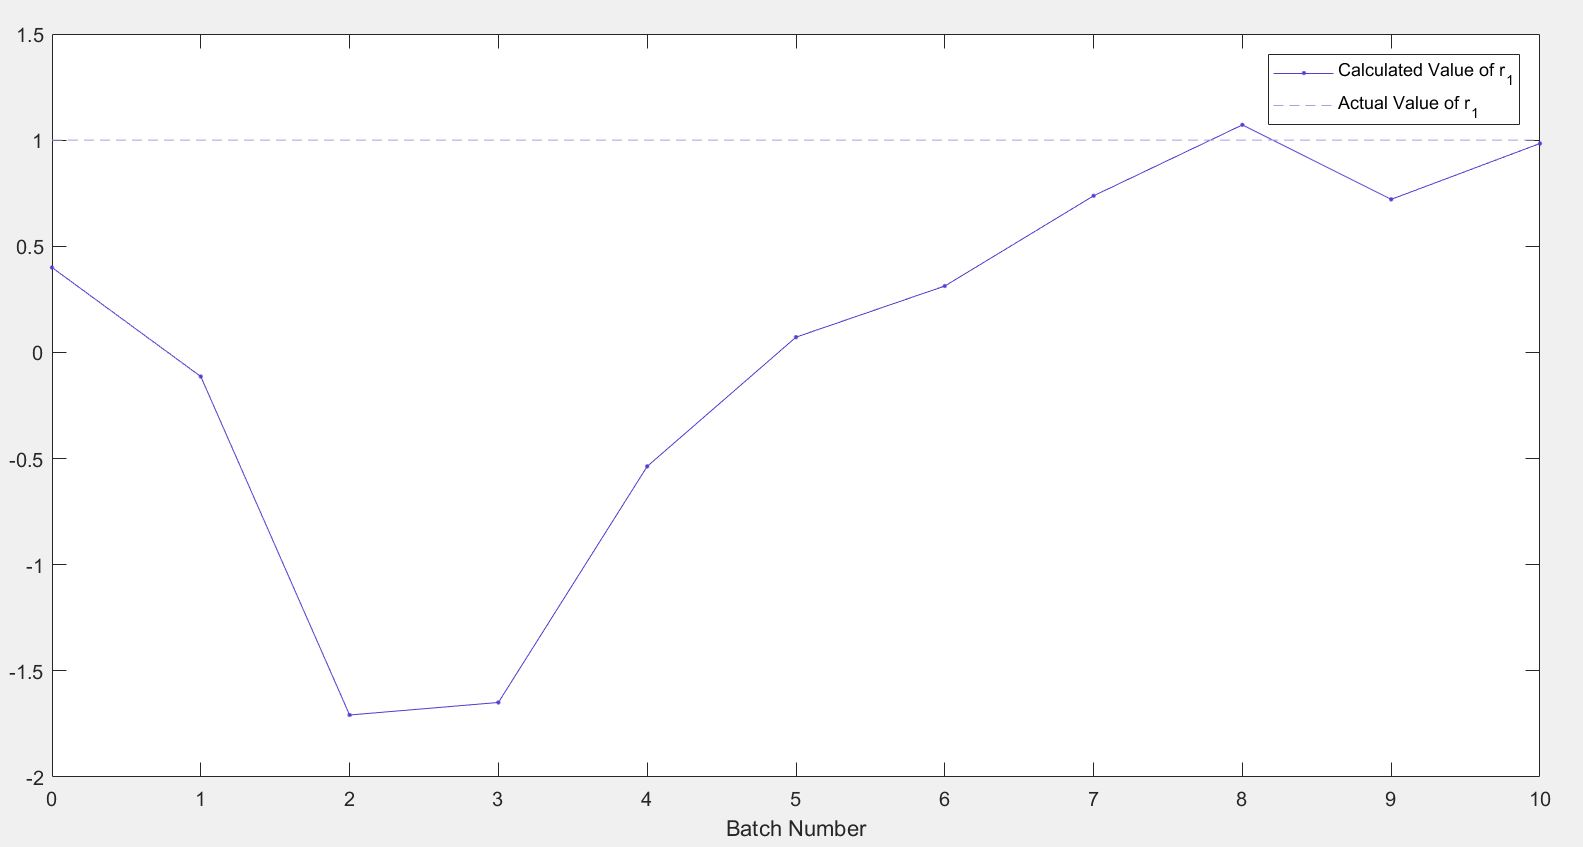 1.5
1
0.5
0
-0.5
-1
-1.5
-2
Calculated Value of r1
Actual Value of r1
0 1 2 3 4 5 6 7 8 9 10
Batch Number